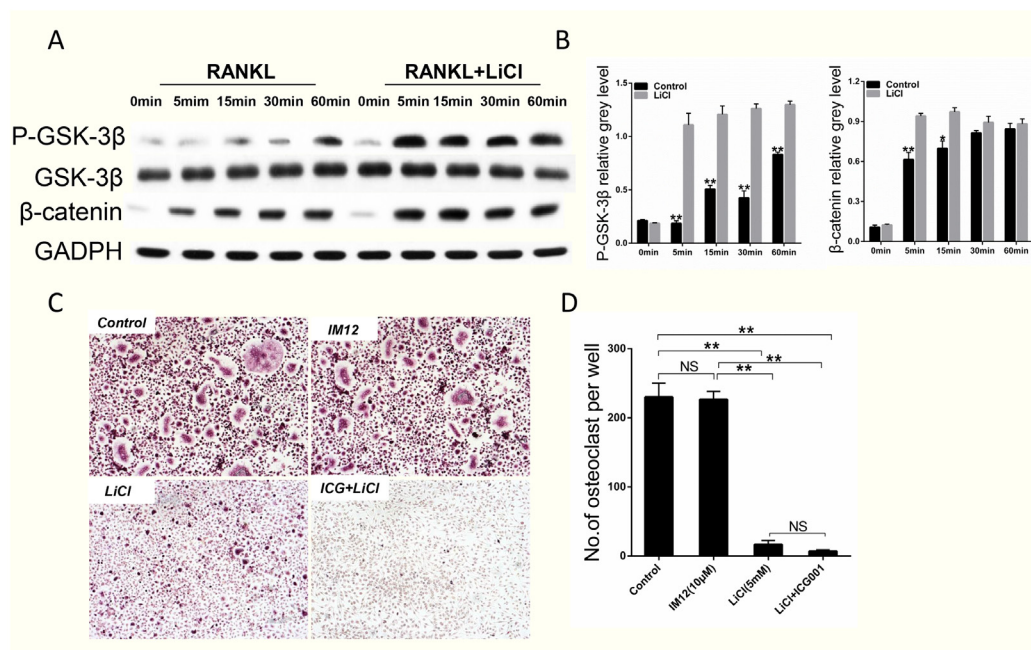 A
RANKL RANKL+LiCl
0min 5mim 15min 30min 60min 0min 5min 15min 30min 60min
P-GSK-3β
GSK-3β
β-catenin
GADPH
B
P-GSK-3β relative grey level
1.5
1.0
0.5
0.0
Control
LiCl
**
**
**
**
0min 5min 15min 30min 60min
β-catenin relative grey level
1.2
0.9
0.6
0.3
0.0
Control
LiCl
**
*
0min 5min 15min 30min 60min
C
Control
IM12
LiCl
ICG+LiCl
D
No.of osteoclast per well
300
200
100
0
**
**
**
NS
**
NS
Control
IM12(10μM)
LiCl(5mM)
LiCl+ICG001